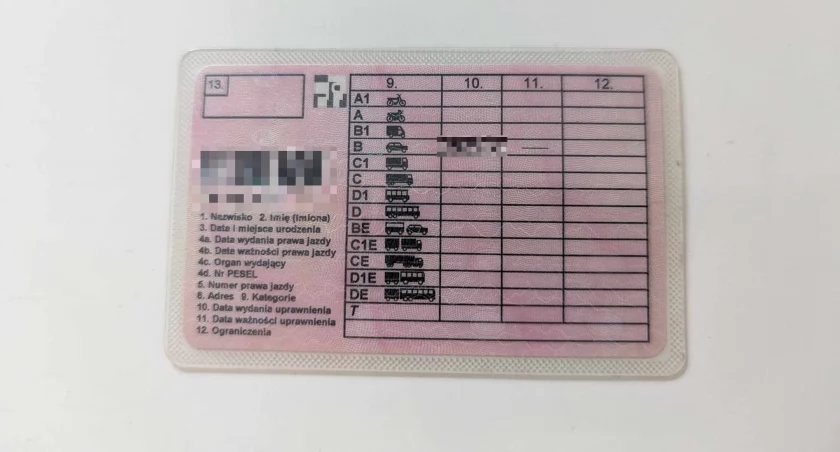 13.
9. 10. 11. 12.
A1
A
B1
B
C1
C
D1
D
BE
C1E
CE
D1E
DE
T
1. Nazwisko 2. Imię (imiona)
3. Data i miejsce urodzenia
4a. Data wydania prawa jazdy
4b. Data ważności prawa jazdy
4c. Organ wydający
4d. Nr PESEL
5. Numer prawa jazdy
8. Adres 9. Kategorie
10. Data wydania uprawnienia
11. Data ważności uprawnienia
12. Ograniczenia